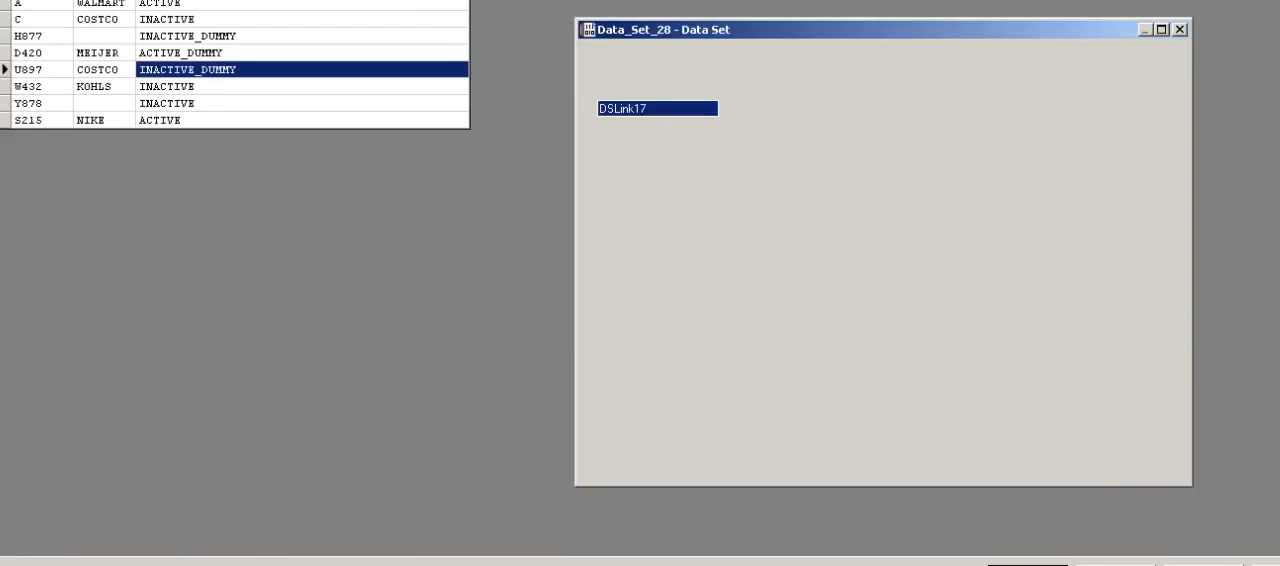 A WALMART ACTIVE
C COSTCO INACTIVE
H877 INACTIVE_DUMMY
D420 MEIJER ACTIVE_DUMMY
U897 COSTCO INACTIVE_DUMMY
W432 KOHLS INACTIVE
Y878 INACTIVE
S215 NIKE ACTIVE
Data_Set_28 - Data Set
DSLink17